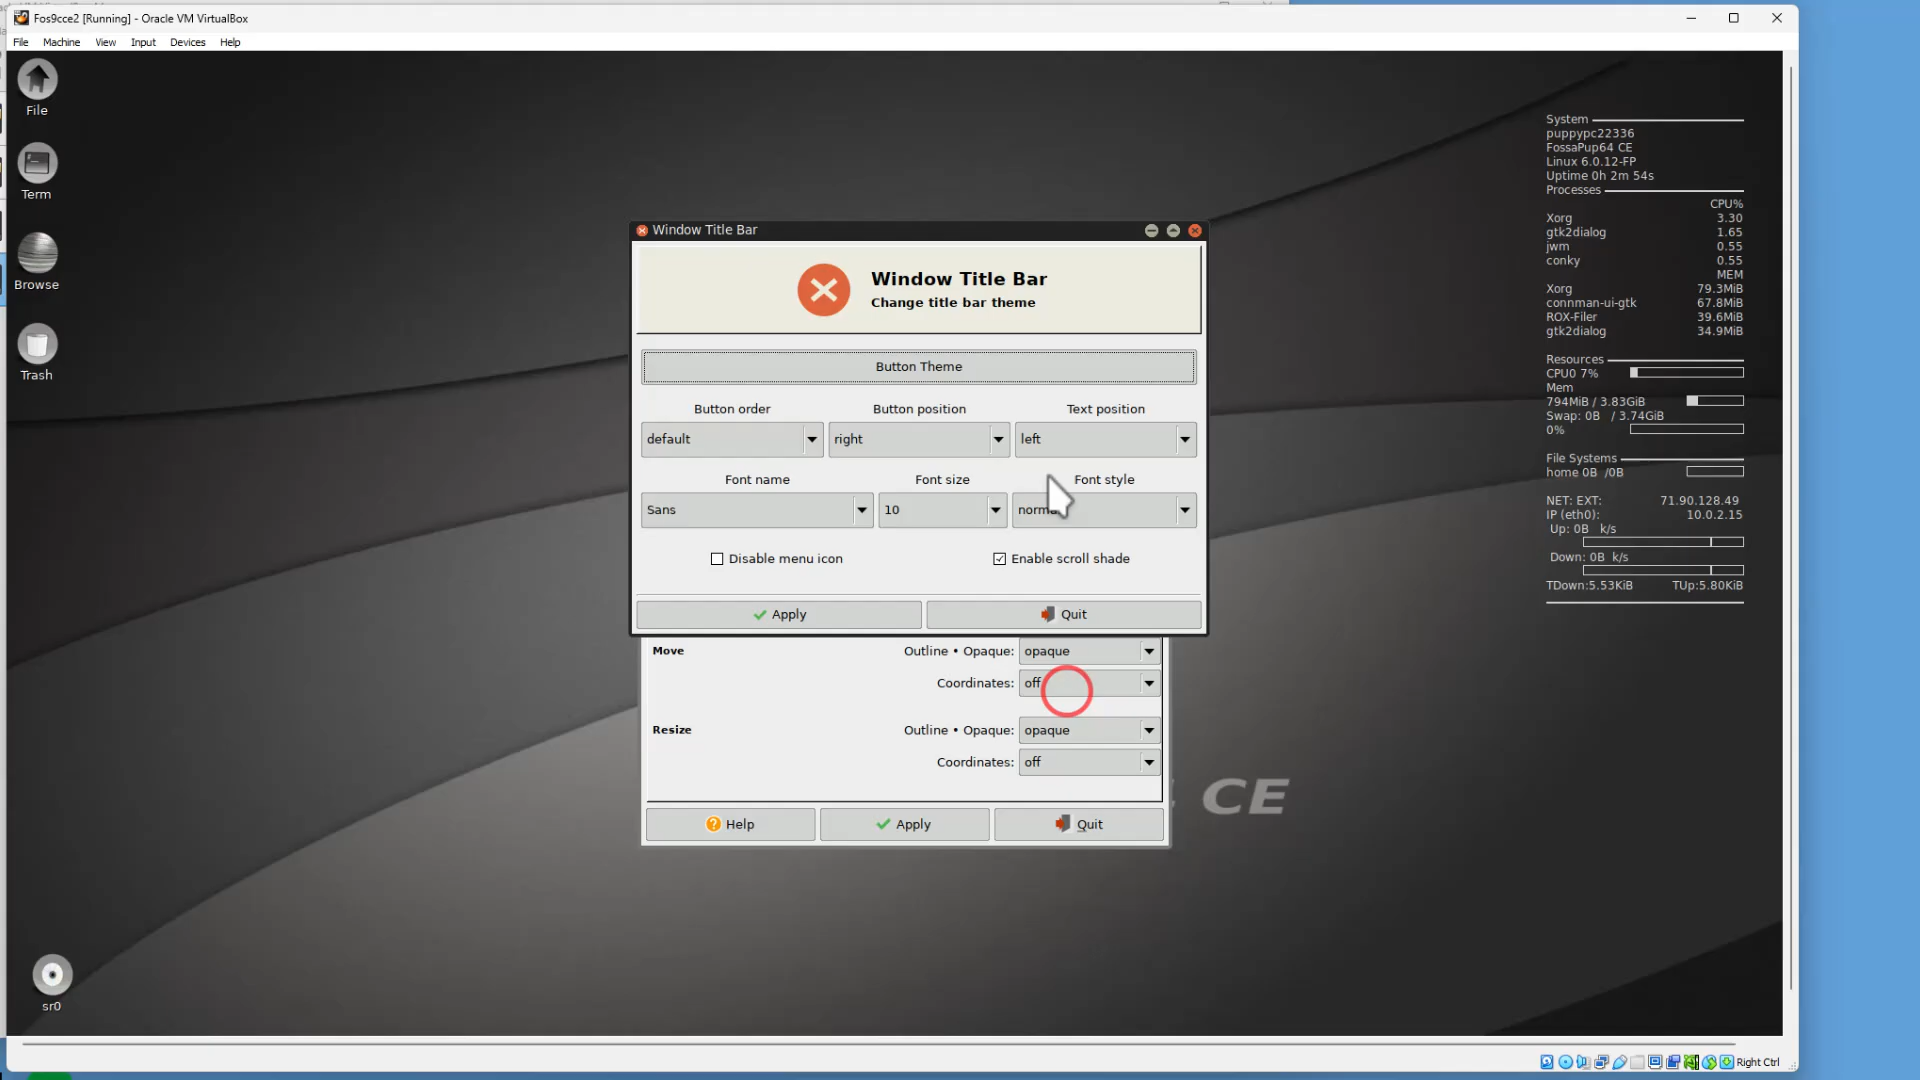 Fos9cce2 [Running] - Oracle VM VirtualBox
File Machine View Input Devices Help
File
Term
Browse
Trash
sr0
Window Title Bar
Window Title Bar
Change title bar theme
Button Theme
Button order Button position Text position
default right left
Font name Font size Font style
Sans 10
Disable menu icon Enable scroll shade
Apply Quit
Move Outline • Opaque: opaque
Coordinates: off
Resize Outline • Opaque: opaque
Coordinates: off
Help Apply Quit
CE
System
puppypc22336
FossaPup64 CE
Linux 6.0.12-FP
Uptime 0h 2m 54s
Processes
CPU%
Xorg 3.30
gtk2dialog 1.65
jwm 0.55
conky 0.55
MEM
Xorg 79.3MiB
connman-ui-gtk 67.8MiB
ROX-Filer 39.6MiB
gtk2dialog 34.9MiB
Resources
CPU0 7%
Mem
794MiB / 3.83GiB
Swap: 0B / 3.74GiB
0%
File Systems
home 0B /0B
NET: EXT: 71.90.128.49
IP (eth0): 10.0.2.15
Up: 0B k/s
Down: 0B k/s
TDown:5.53KiB TUp:5.80KiB
Right Ctrl